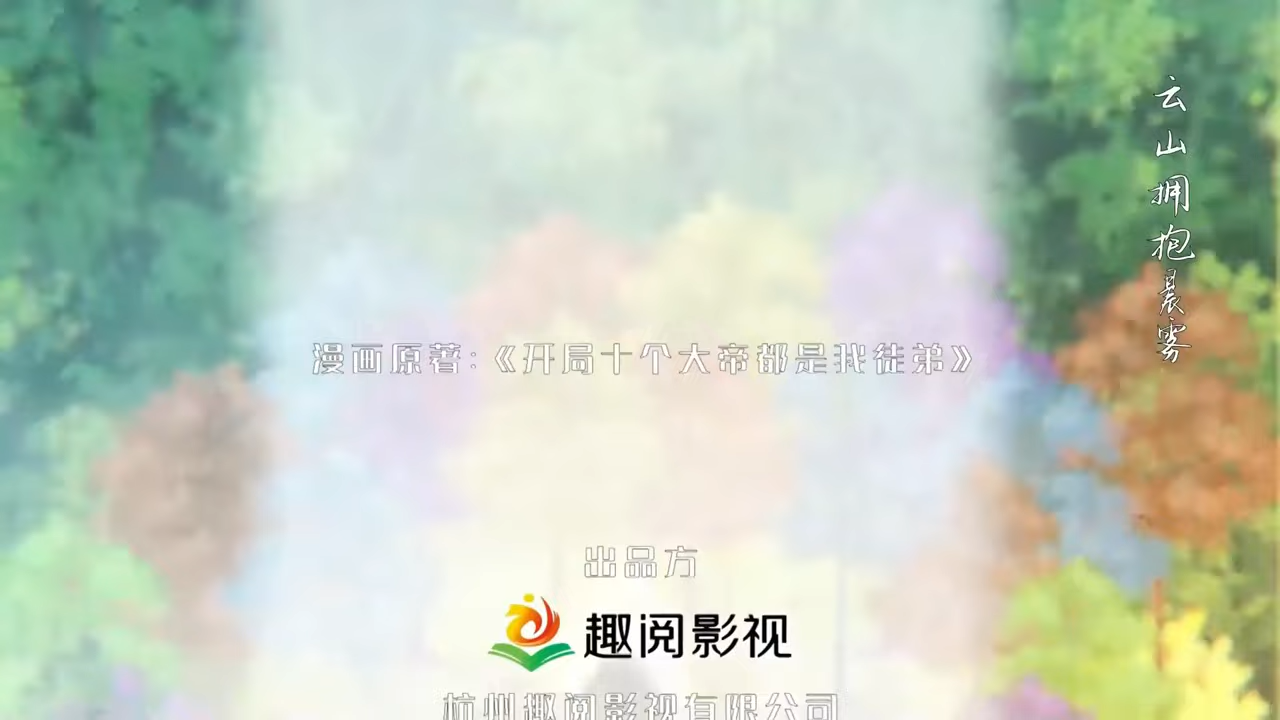 云山拥抱晨雾
漫画原著:《开局十个大帝都是我徒弟》
出品方
趣阅影视
杭州趣阅影视有限公司